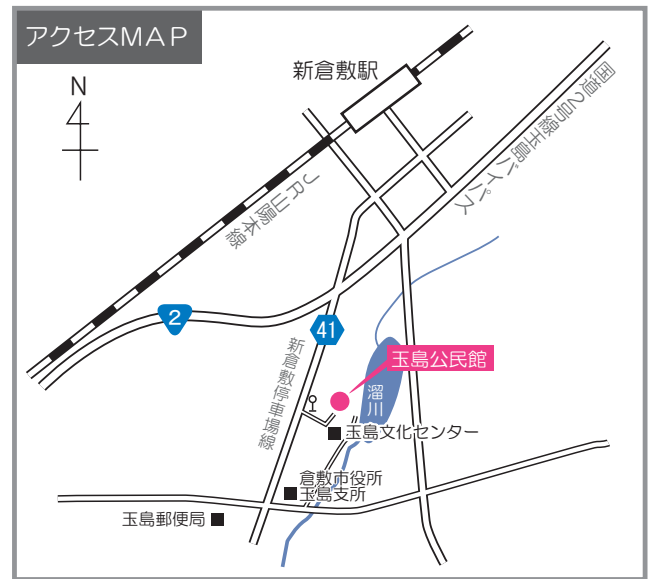 アクセスMAP
N
新倉敷駅
国道2号線玉島バイパス
JR山陽本線
2
41
新倉敷停車場線
玉島公民館
溜川
玉島文化センター
倉敷市役所
玉島支所
玉島郵便局